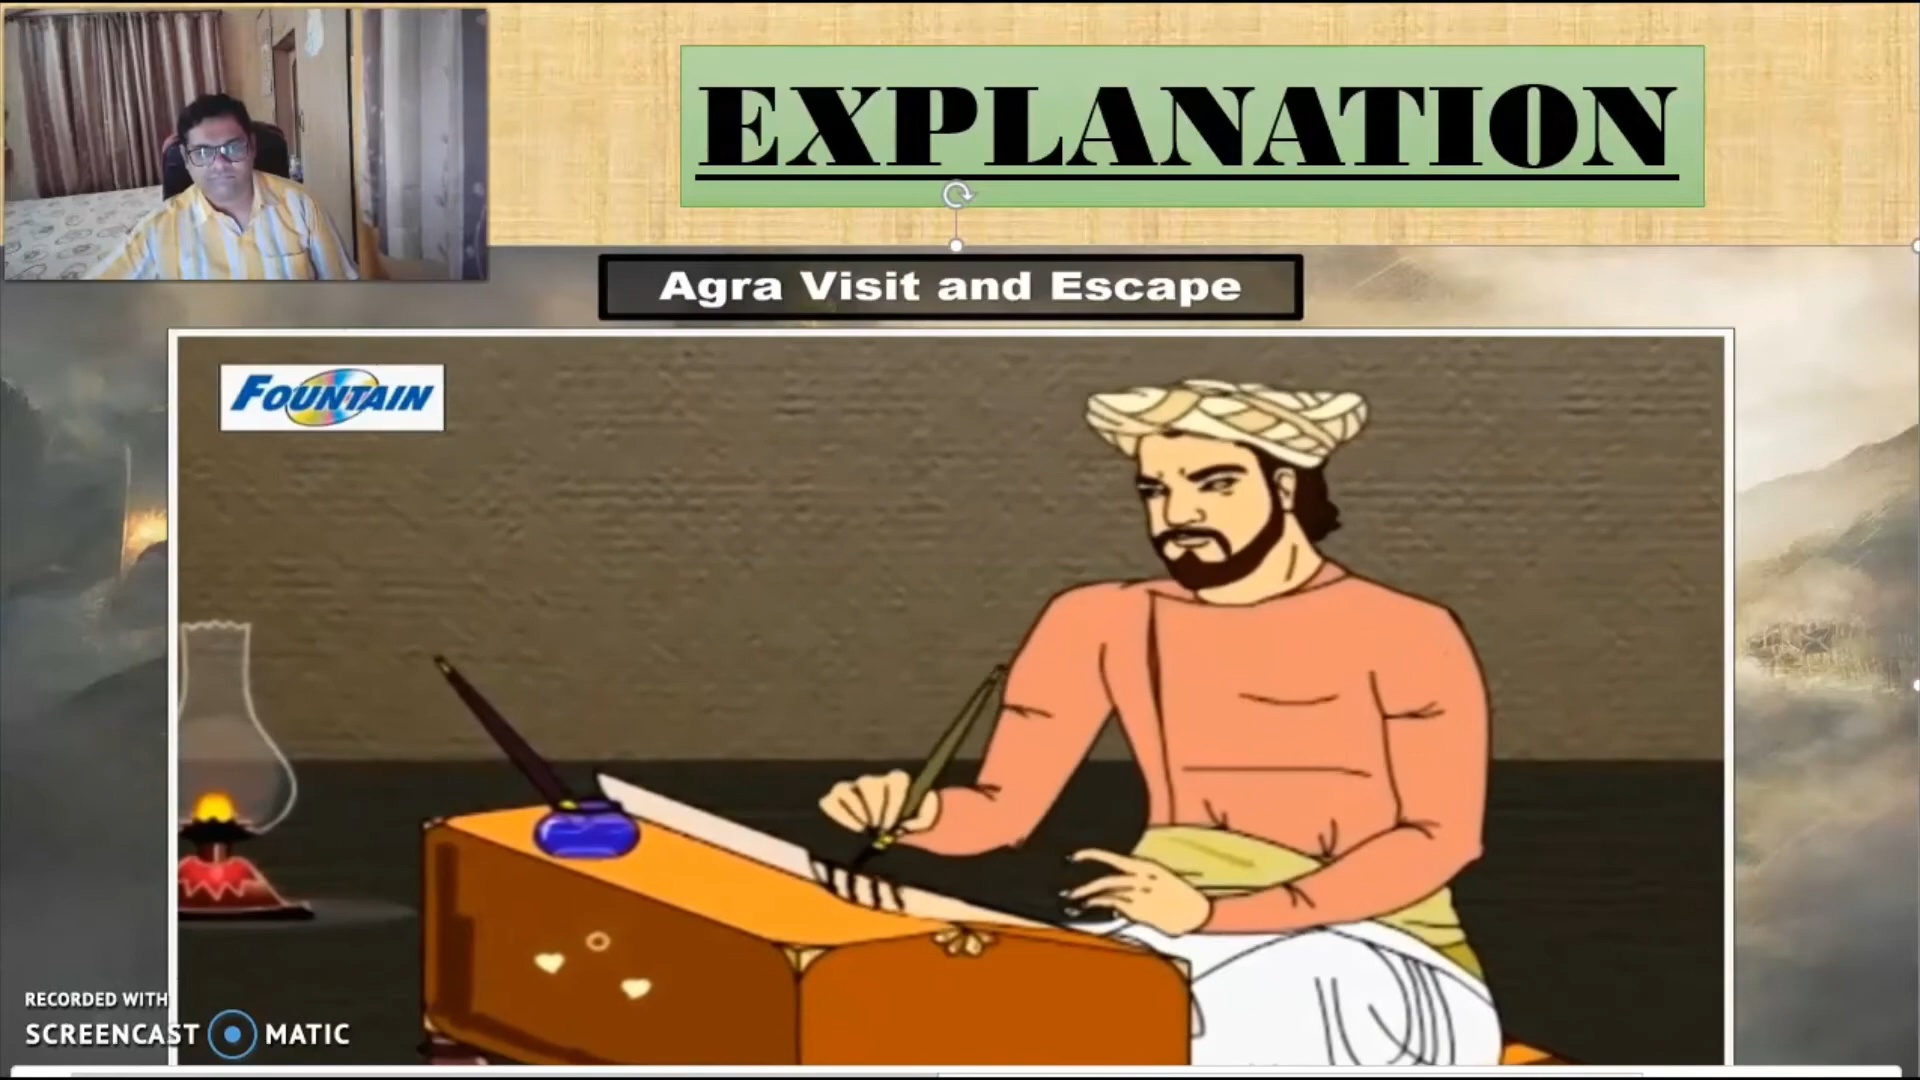 EXPLANATION
Agra Visit and Escape
FOUNTAIN
RECORDED WITH
SCREENCAST MATIC